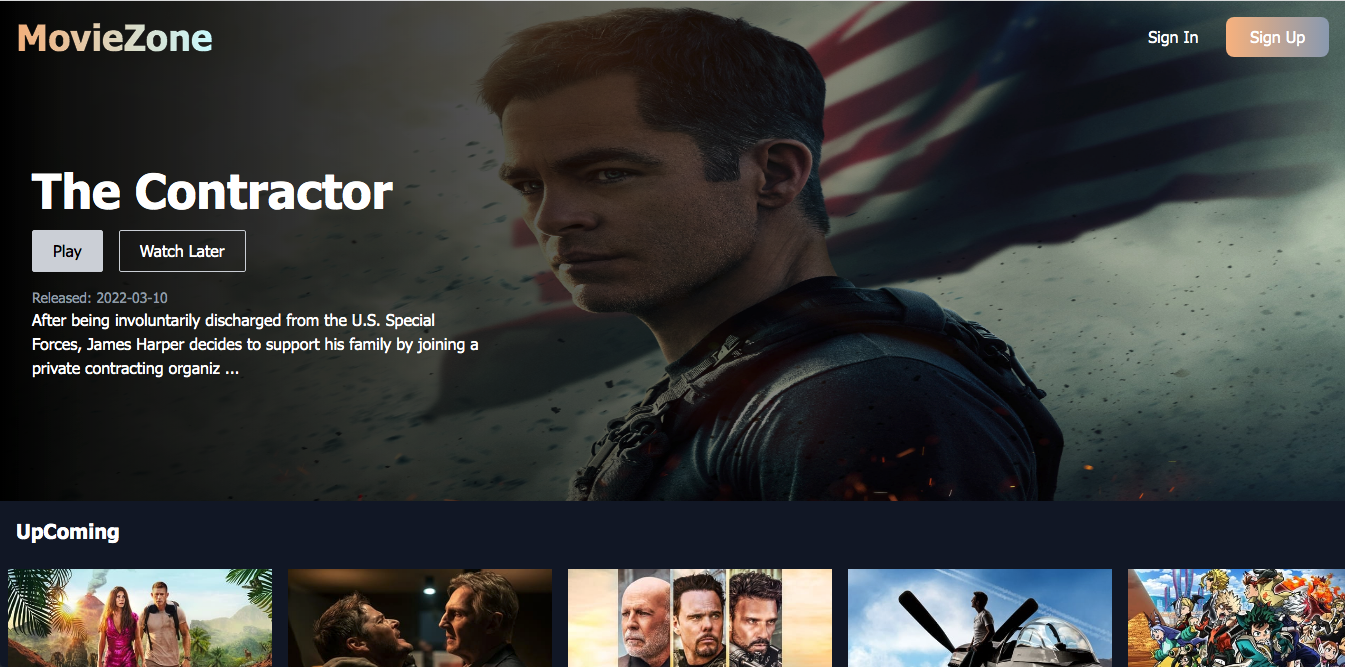 MovieZone
Sign In
Sign Up
The Contractor
Play
Watch Later
Released: 2022-03-10
After being involuntarily discharged from the U.S. Special
Forces, James Harper decides to support his family by joining a
private contracting organiz ...
UpComing